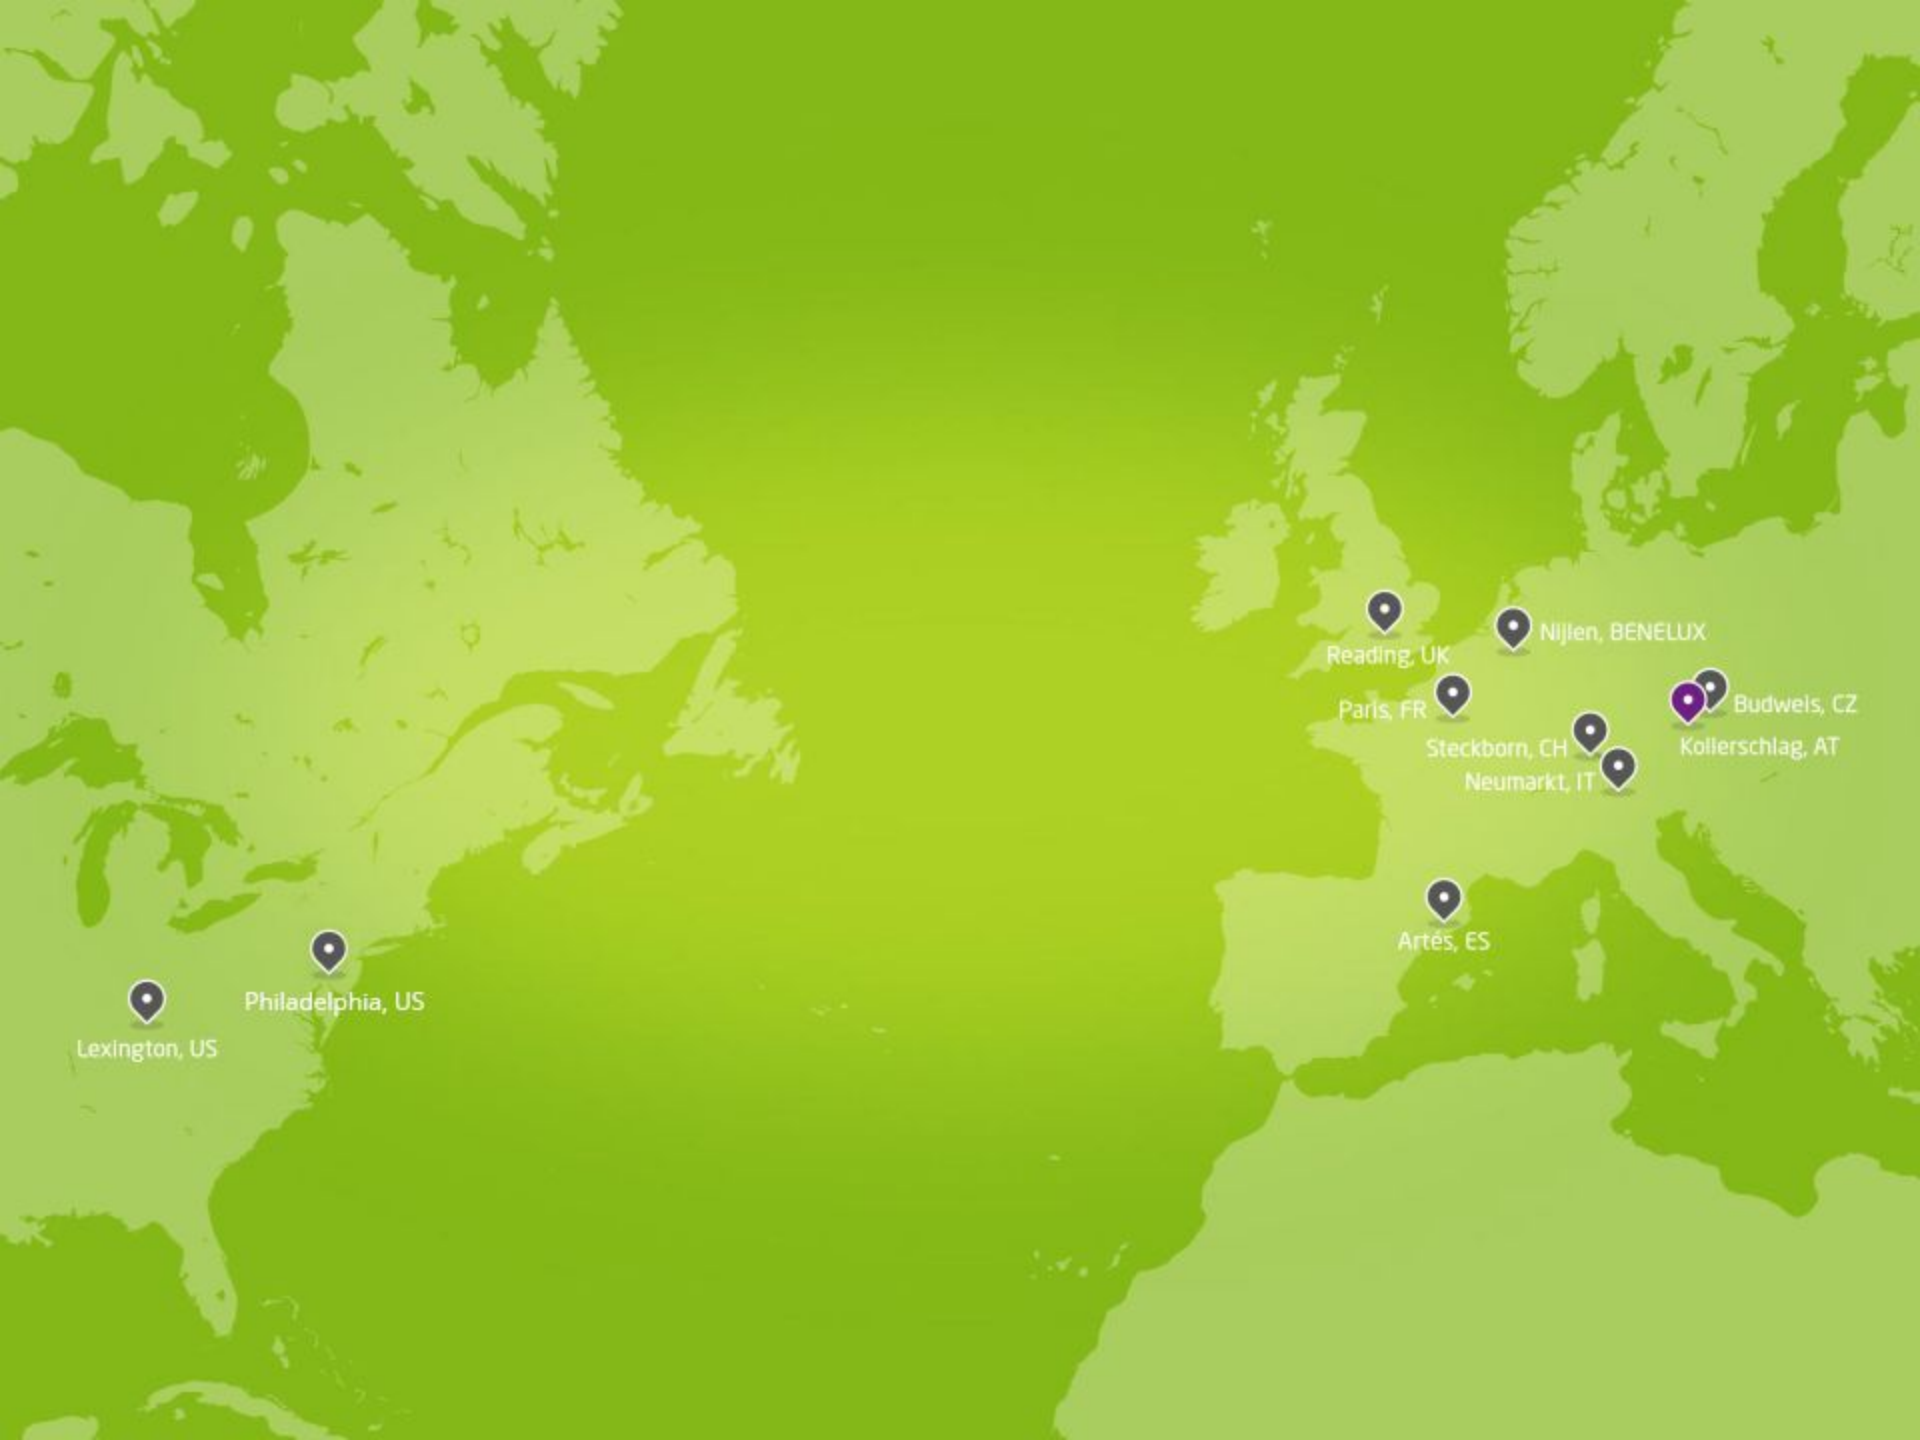 Nijlen, BENELUX
Reading, UK
Paris, FR
Budweis, CZ
Steckborn, CH
Kollerschlag, AT
Neumarkt, IT
Artés, ES
Philadelphia, US
Lexington, US